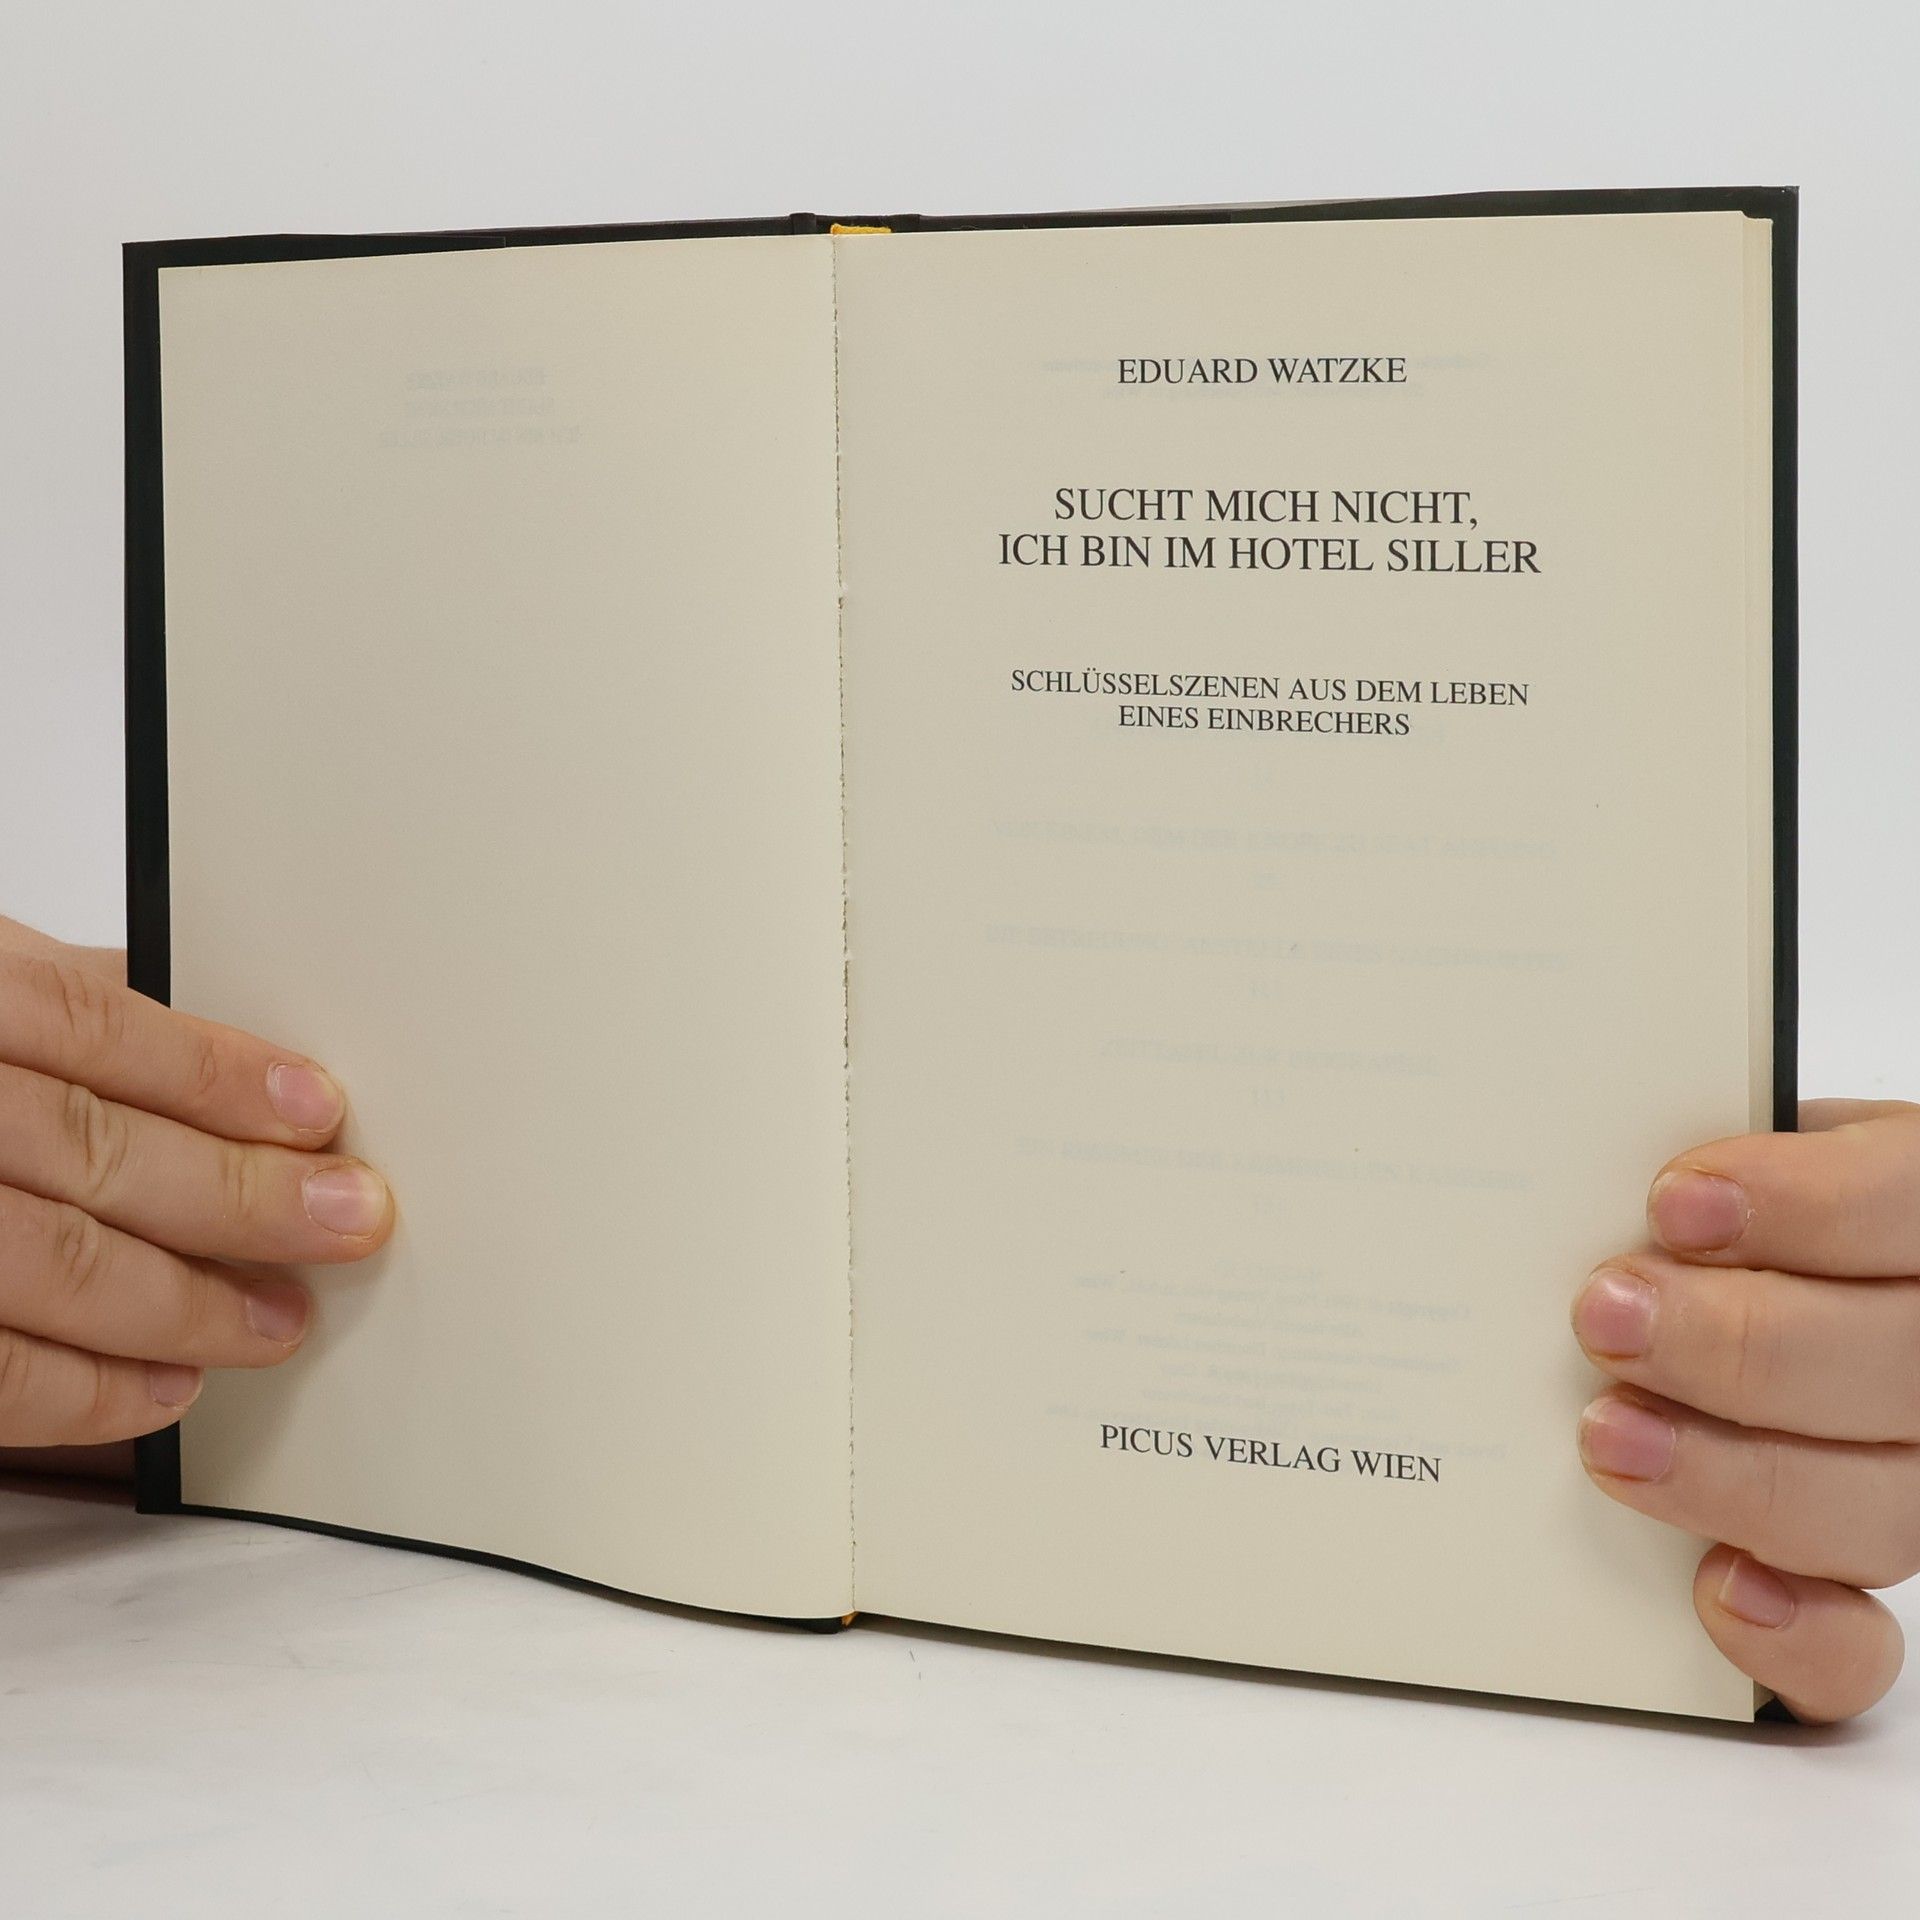 EDUARD WATZKE
SUCHT MICH NICHT,
ICH BIN IM HOTEL SILLER
SCHLÜSSELSZENEN AUS DEM LEBEN
EINES EINBRECHERS
PICUS VERLAG WIEN